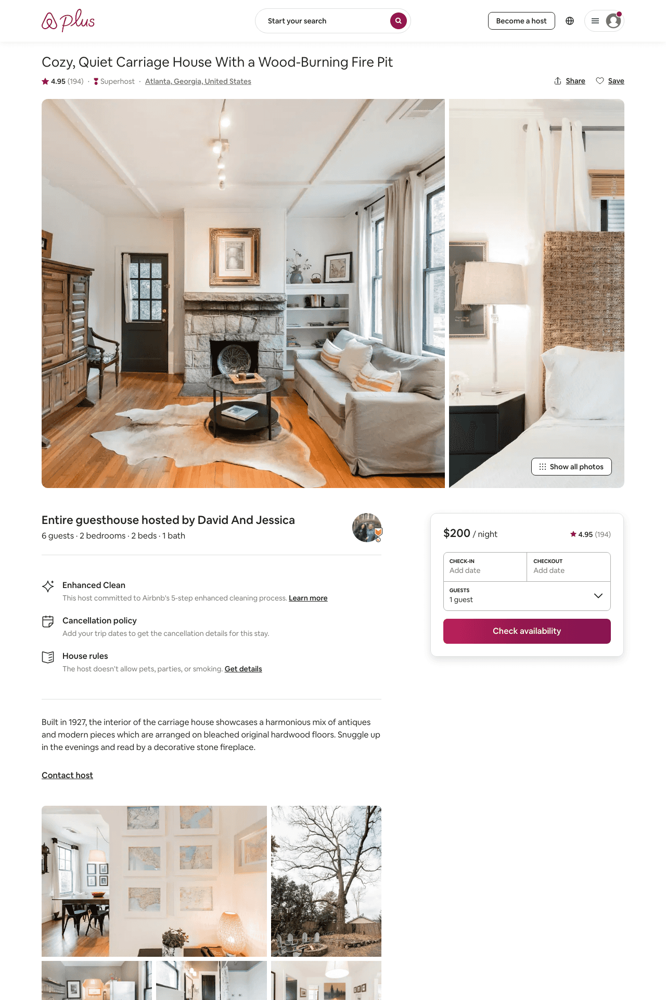 plus
Start your search
Become a host
Cozy, Quiet Carriage House With a Wood-Burning Fire Pit
4.95 (194) · Superhost · Atlanta, Georgia, United States
Share
Save
Show all photos
Entire guesthouse hosted by David And Jessica
6 guests · 2 bedrooms · 2 beds · 1 bath
$200 / night
4.95 (194)
CHECK-IN
Add date
CHECKOUT
Add date
GUESTS
1 guest
Check availability
Enhanced Clean
This host committed to Airbnb's 5-step enhanced cleaning process. Learn more
Cancellation policy
Add your trip dates to get the cancellation details for this stay.
House rules
The host doesn't allow pets, parties, or smoking. Get details
Built in 1927, the interior of the carriage house showcases a harmonious mix of antiques
and modern pieces which are arranged on bleached original hardwood floors. Snuggle up
in the evenings and read by a decorative stone fireplace.
Contact host